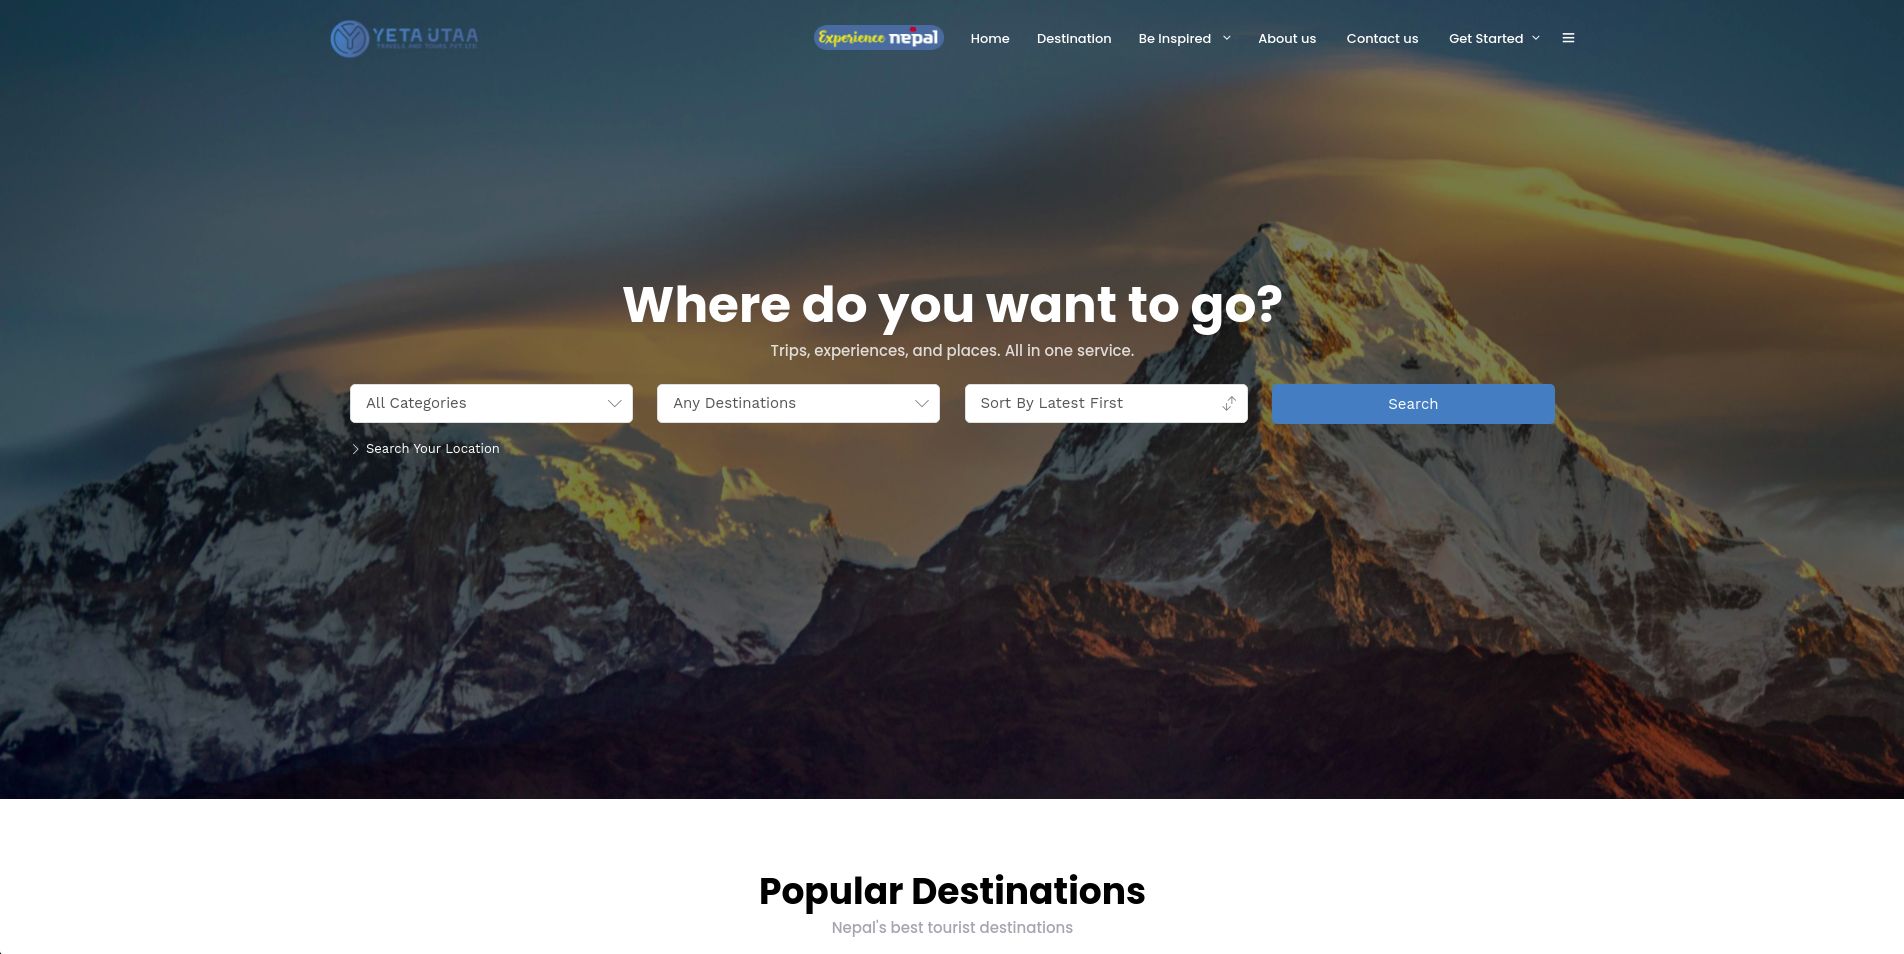 YETA UTAA
TRAVELS AND TOURS PVT. LTD.
Experience nepal
Home
Destination
Be Inspired
About us
Contact us
Get Started
Where do you want to go?
Trips, experiences, and places. All in one service.
All Categories
Any Destinations
Sort By Latest First
Search
Search Your Location
Popular Destinations
Nepal's best tourist destinations